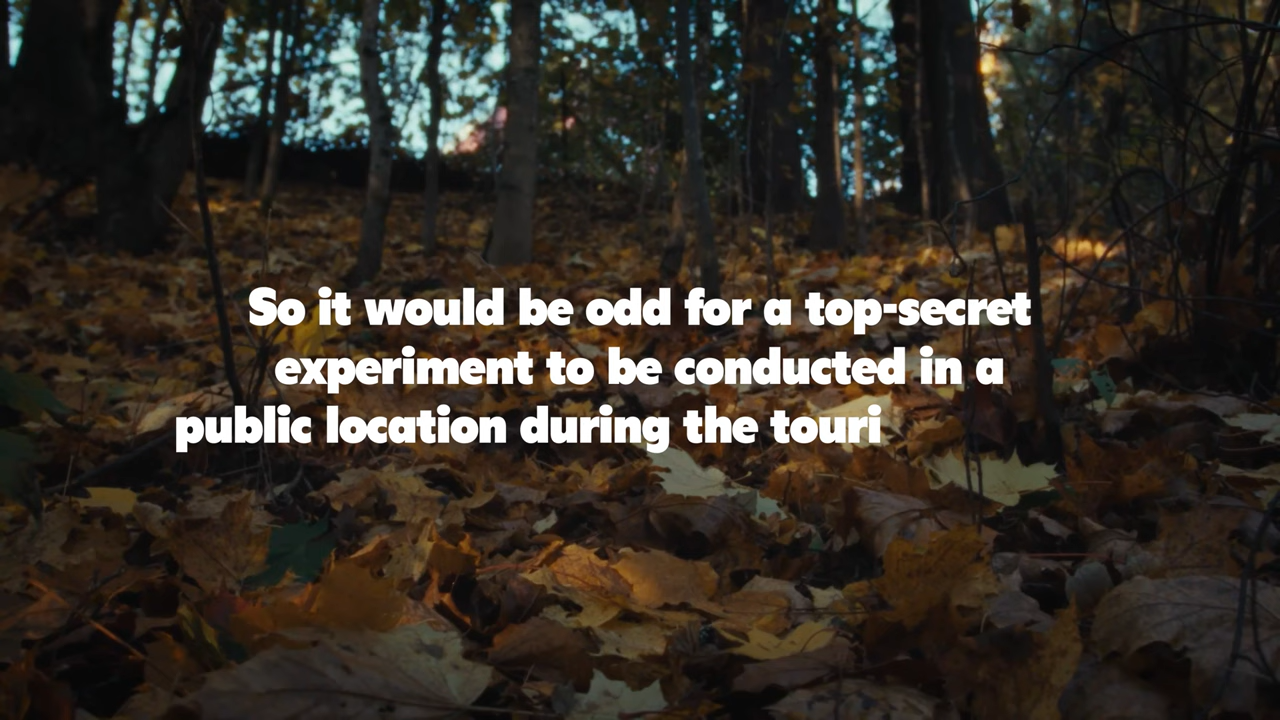 So it would be odd for a top-secret
experiment to be conducted in a
public location during the touri